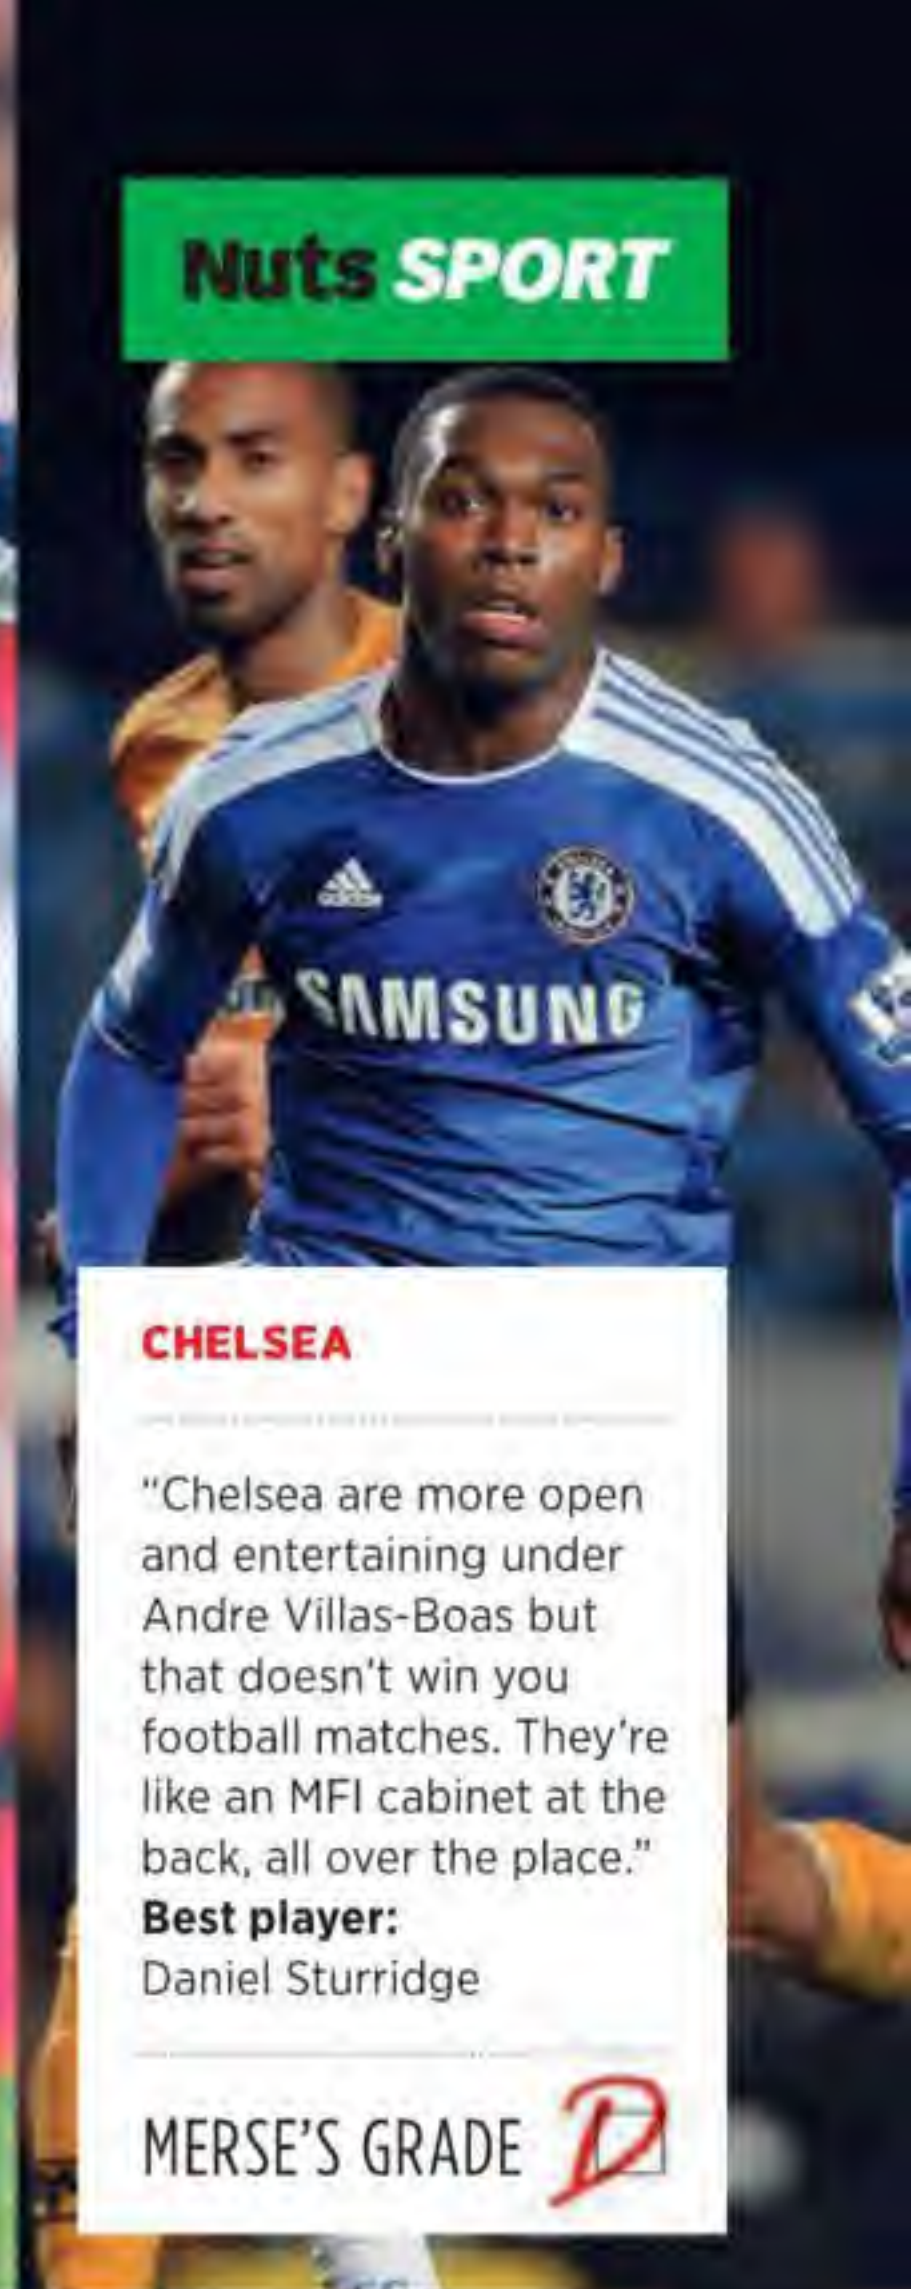 Nuts SPORT
adidas
SAMSUNG
CHELSEA
“Chelsea are more open
and entertaining under
Andre Villas-Boas but
that doesn't win you
football matches. They're
like an MFI cabinet at the
back, all over the place.”
Best player:
Daniel Sturridge
MERSE'S GRADE D